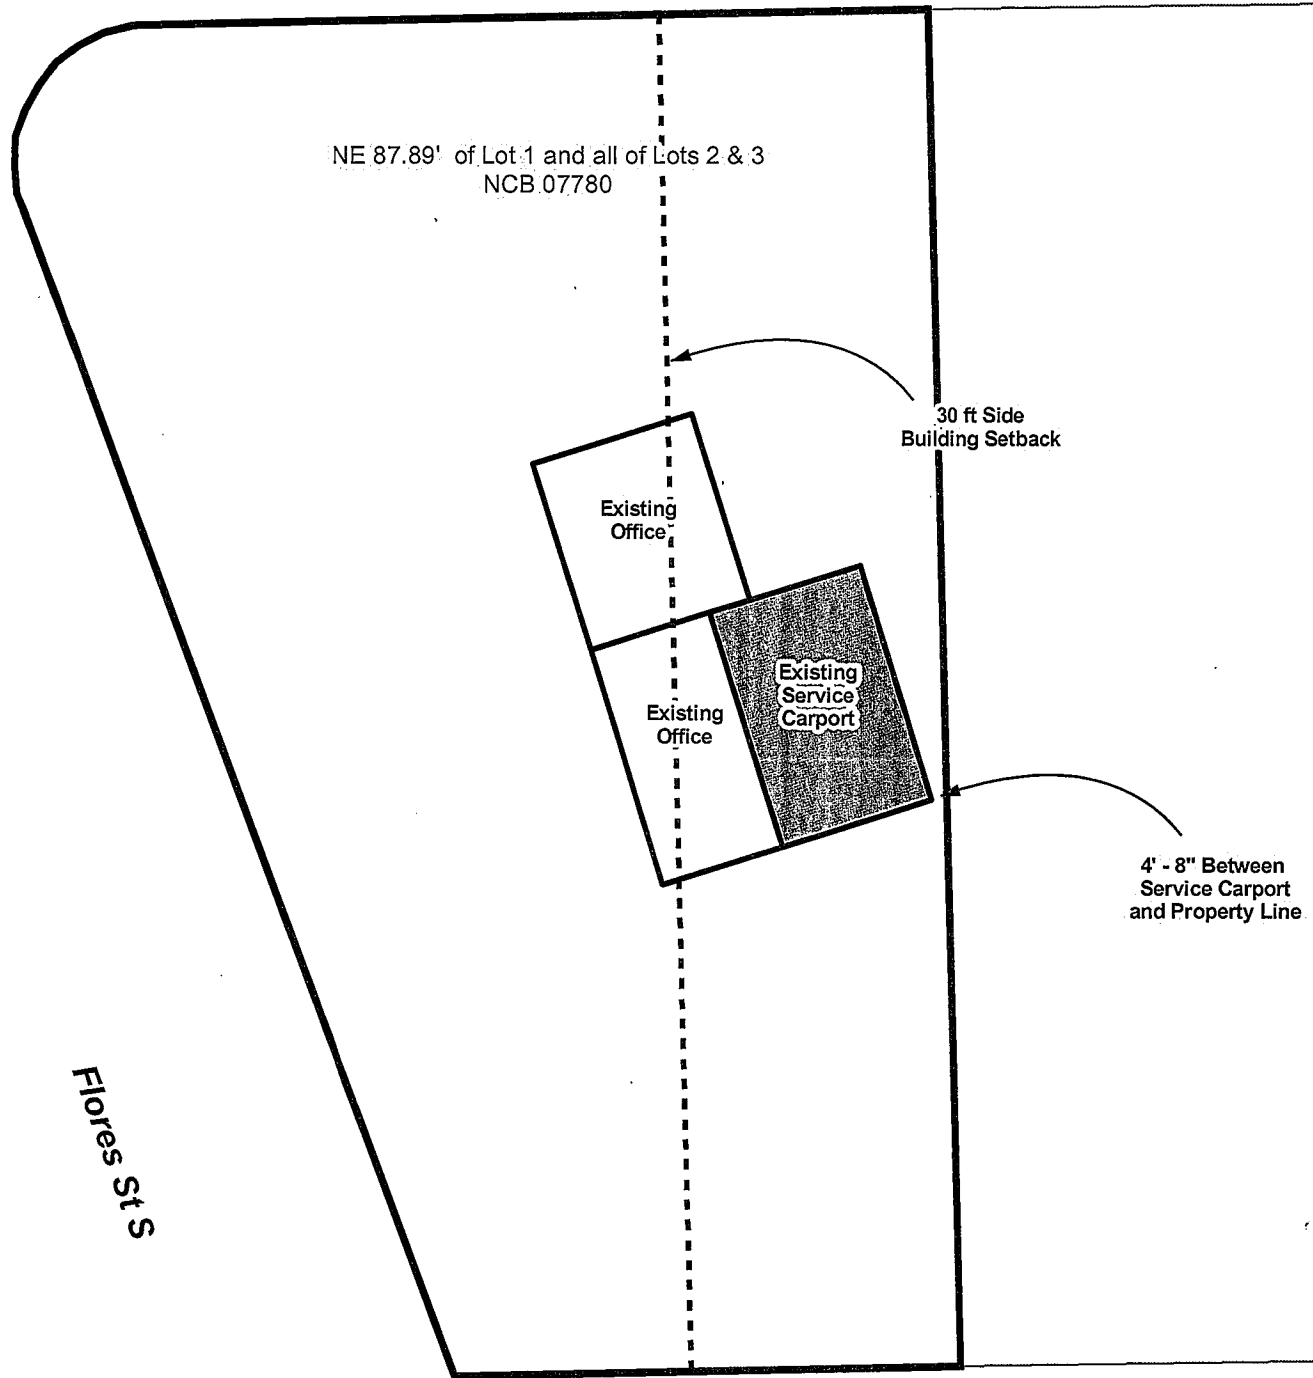 NE 87.89' of Lot 1 and all of Lots 2 & 3
NCB 07780
30 ft Side
Building Setback
Existing
Office
Existing
Service
Carport
Existing
Office
4' - 8" Between
Service Carport
and Property Line
Flores St S